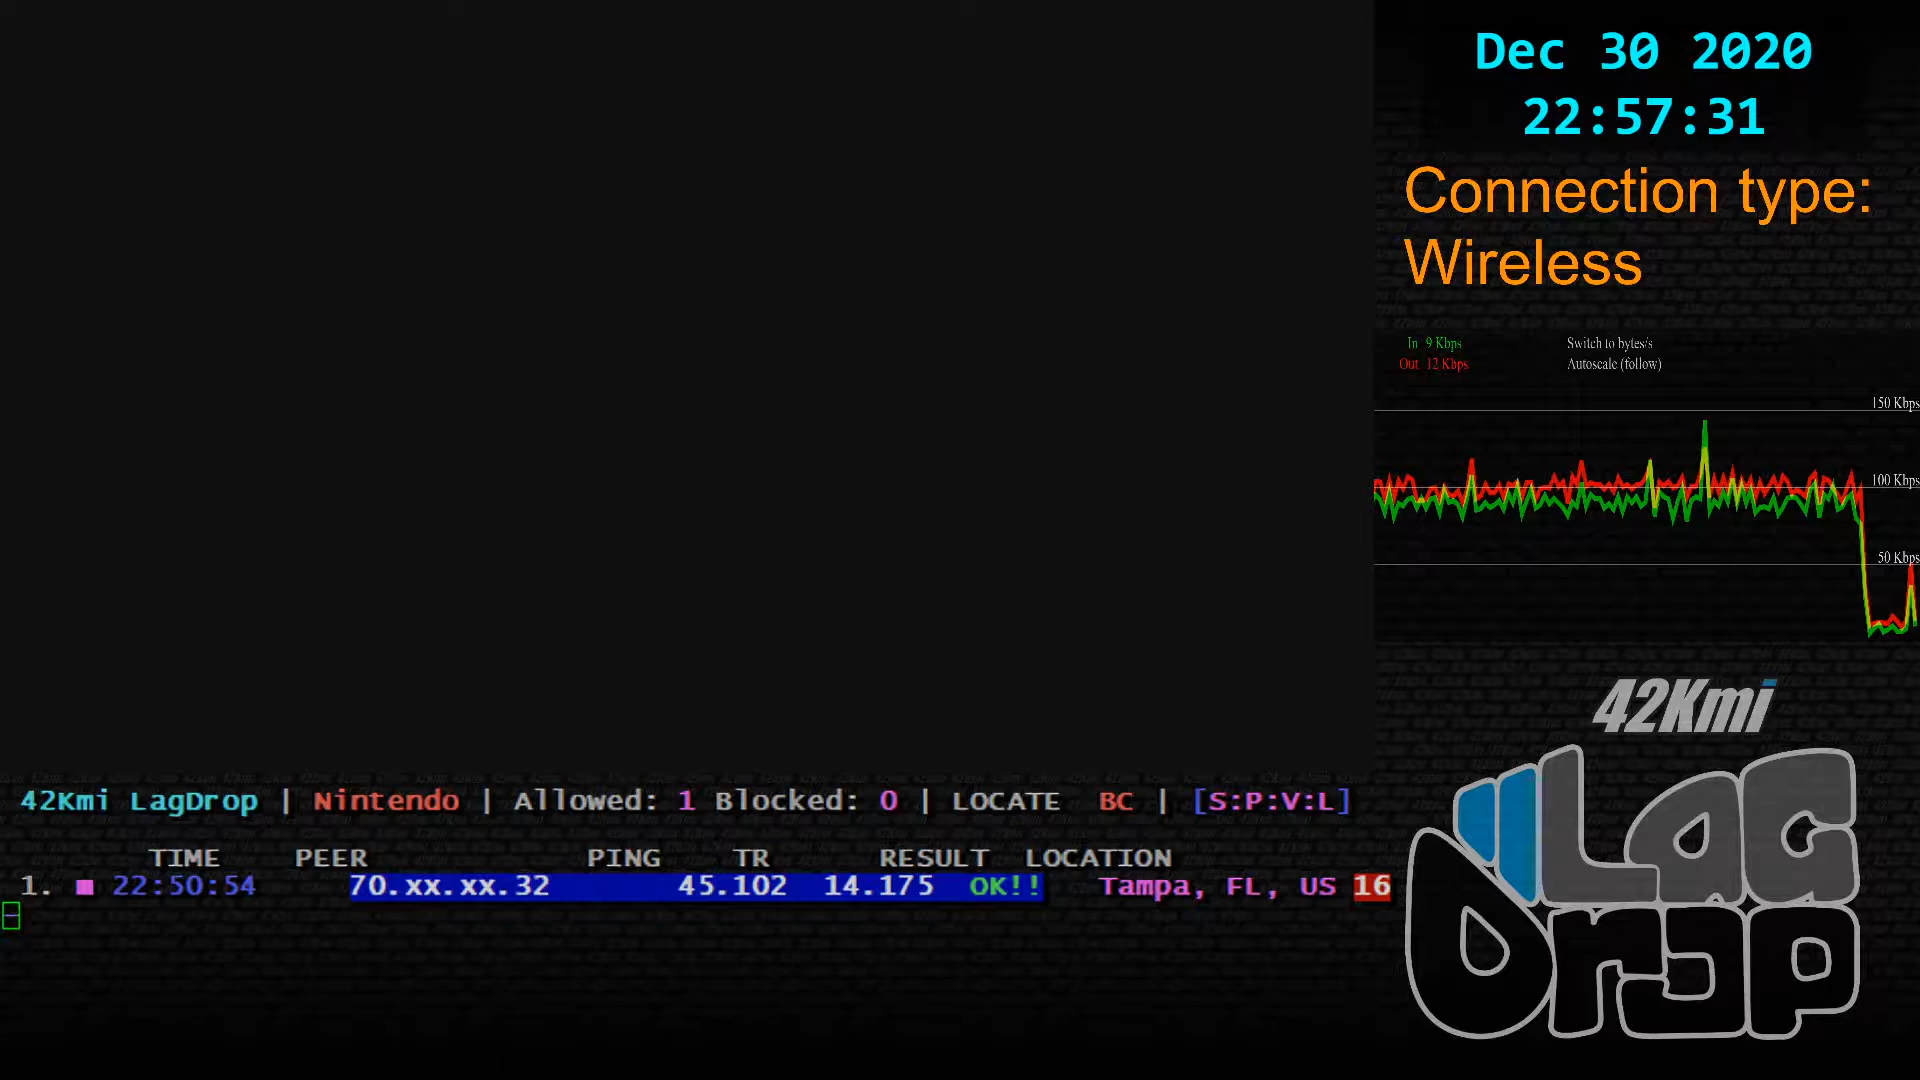 Dec 30 2020
22:57:31
Connection type:
Wireless
In 9 Kbps
Out 12 Kbps
Switch to bytes/s
Autoscale (follow)
150 Kbps
100 Kbps
50 Kbps
42Kmi
LAG
Drop
42Kmi LagDrop | Nintendo | Allowed: 1 Blocked: 0 | LOCATE BC | [S:P:V:L]
TIME PEER PING TR RESULT LOCATION
1. 22:50:54 70.xx.xx.32 45.102 14.175 OK!! Tampa, FL, US 16